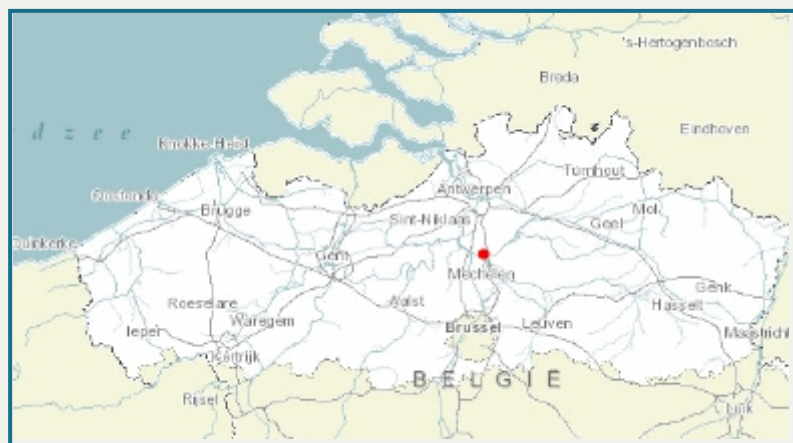 's-Hertogenbosch
Breda
d z e e
Eindhoven
Knokke-Heist
Turnhout
Antwerpen
Oostende
Mol
Brugge
Sint-Niklaas
Geel
Duinkerke
Gent
Mechelen
Genk
Roeselare
Aalst
Hasselt
Waregem
Ieper
Brussel
Leuven
Maastricht
Kortrijk
BELGIË
Rijsel
Luik